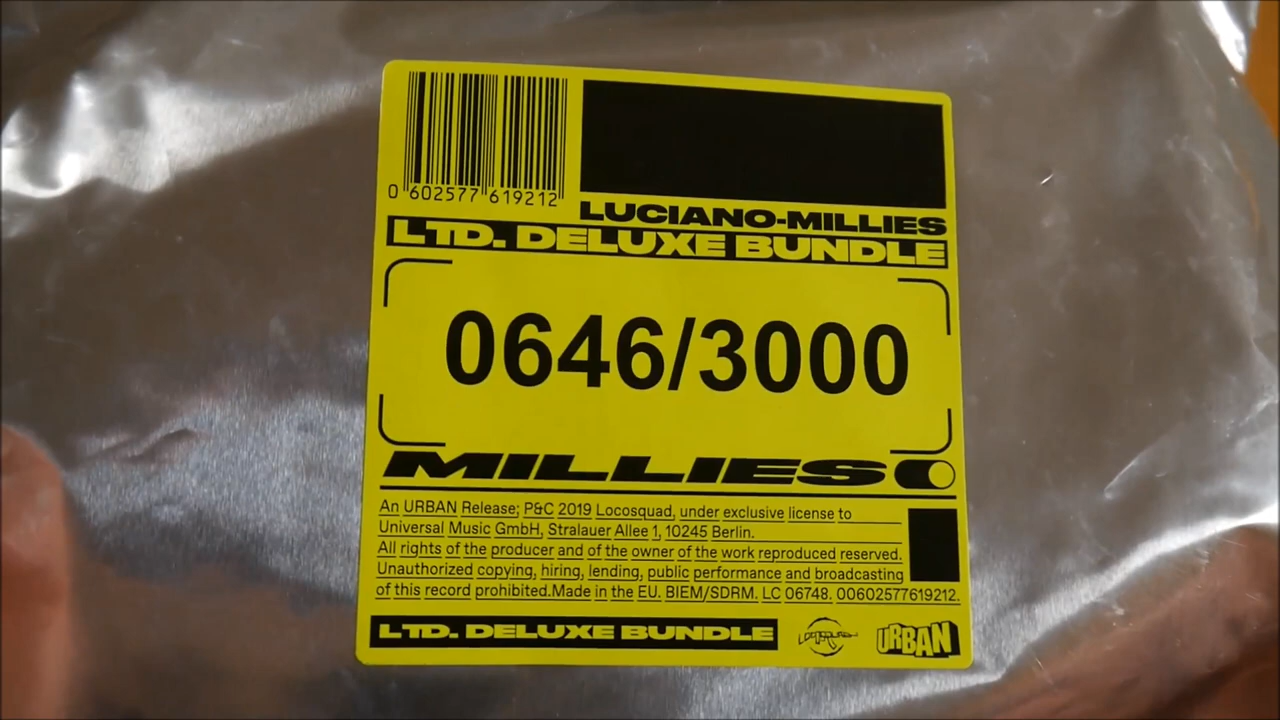 0 602577 619212
LUCIANO-MILLIES
LTD. DELUXE BUNDLE
0646/3000
MILLIES
An URBAN Release; P&C 2019 Locosquad, under exclusive license to
Universal Music GmbH, Stralauer Allee 1, 10245 Berlin.
All rights of the producer and of the owner of the work reproduced reserved.
Unauthorized copying, hiring, lending, public performance and broadcasting
of this record prohibited.Made in the EU. BIEM/SDRM. LC 06748. 00602577619212.
LTD. DELUXE BUNDLE
URBAN